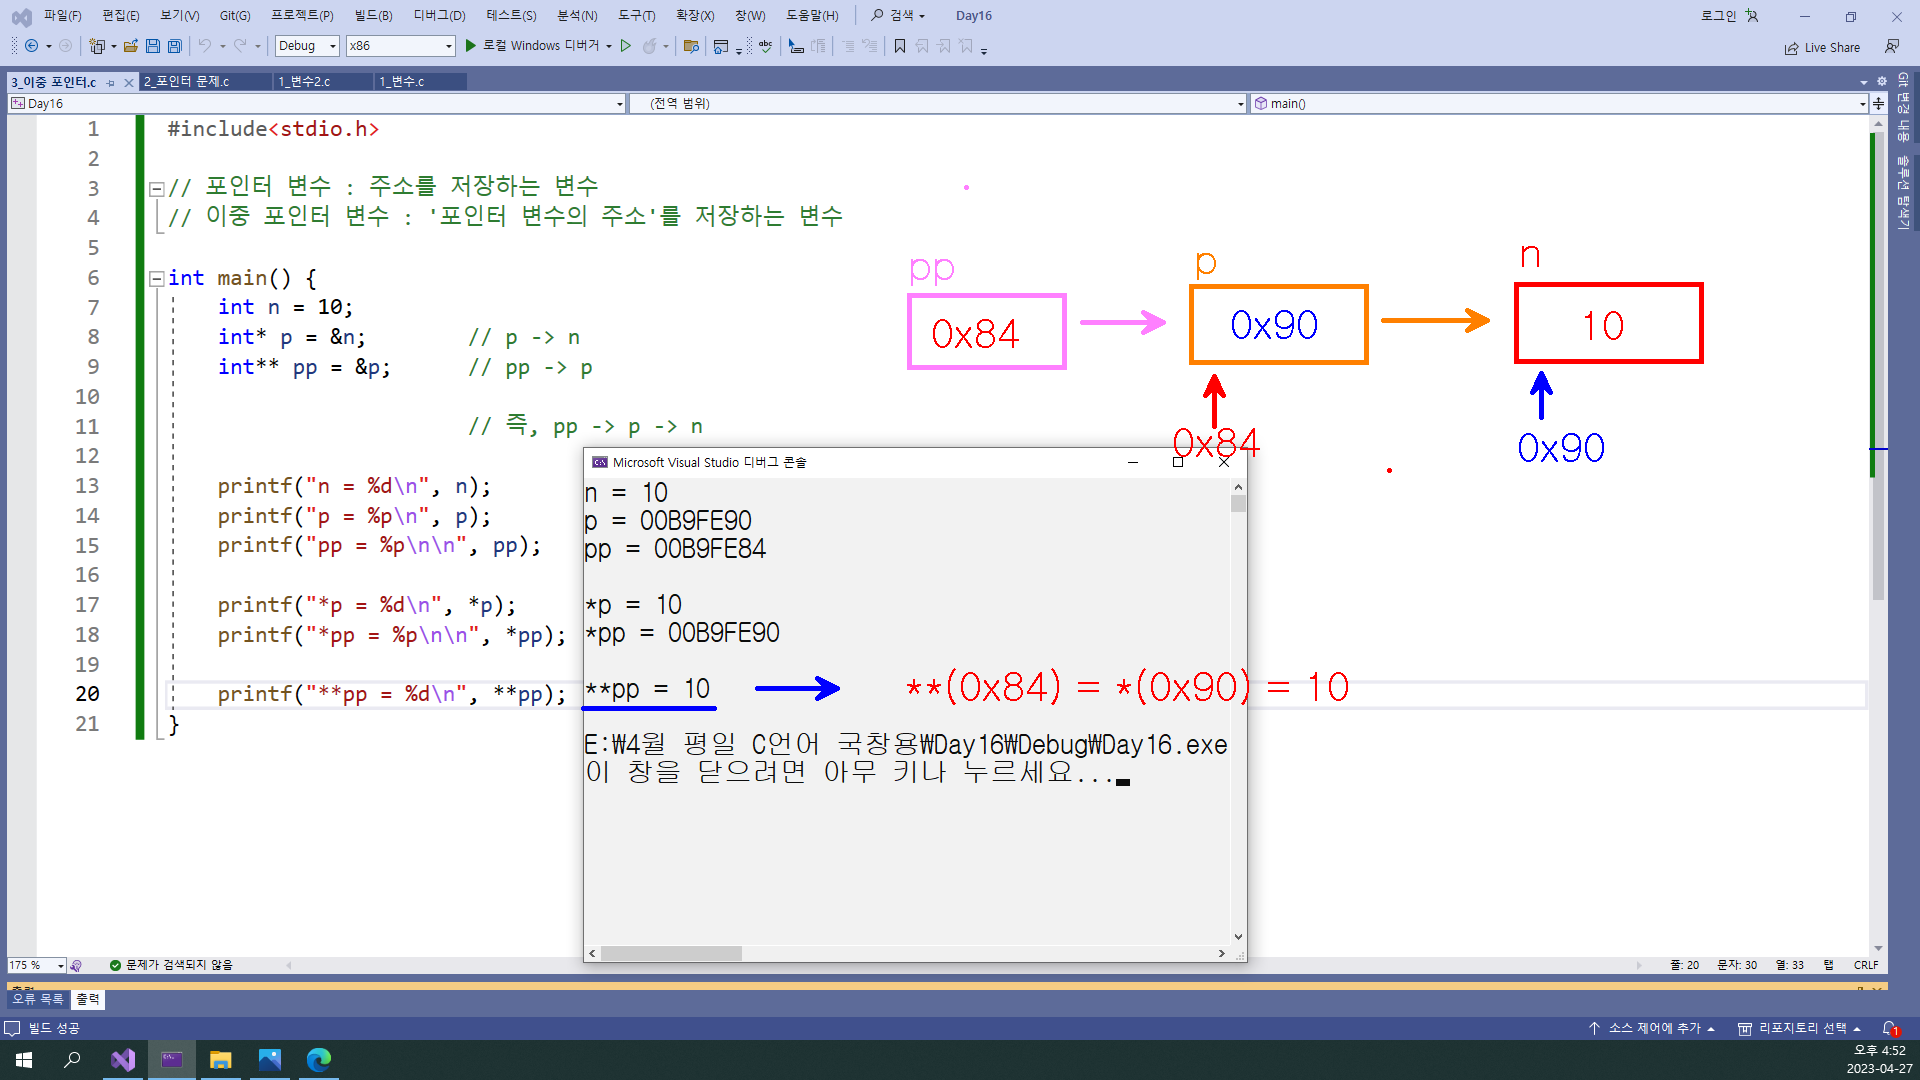 파일(F) 편집(E) 보기(V) Git(G) 프로젝트(P) 빌드(B) 디버그(D) 테스트(S) 분석(N) 도구(T) 확장(X) 창(W) 도움말(H) 검색 Day16 로그인
Debug x86 로컬 Windows 디버거 Live Share
3_이중 포인터.c 2_포인터 문제.c 1_변수2.c 1_변수.c
Day16 (전역 범위) main()
Git 변경 내용
솔루션 탐색기
1 #include<stdio.h>
2
3 // 포인터 변수 : 주소를 저장하는 변수
4 // 이중 포인터 변수 : '포인터 변수의 주소'를 저장하는 변수
5
6 int main() {
7 int n = 10;
8 int* p = &n; // p -> n
9 int** pp = &p; // pp -> p
10
11 // 즉, pp -> p -> n
12
13 printf("n = %d\n", n);
14 printf("p = %p\n", p);
15 printf("pp = %p\n\n", pp);
16
17 printf("*p = %d\n", *p);
18 printf("*pp = %p\n\n", *pp);
19
20 printf("**pp = %d\n", **pp);
21 }
pp p n
0x84 0x90 10
0x84 0x90
Microsoft Visual Studio 디버그 콘솔
n = 10
p = 00B9FE90
pp = 00B9FE84
*p = 10
*pp = 00B9FE90
**pp = 10 **(0x84) = *(0x90) = 10
E:\4월 평일 C언어 국창용\Day16\Debug\Day16.exe
이 창을 닫으려면 아무 키나 누르세요...
175 % 문제가 검색되지 않음 줄: 20 문자: 30 열: 33 탭 CRLF
오류 목록 출력
빌드 성공 소스 제어에 추가 리포지토리 선택 1
오후 4:52
2023-04-27